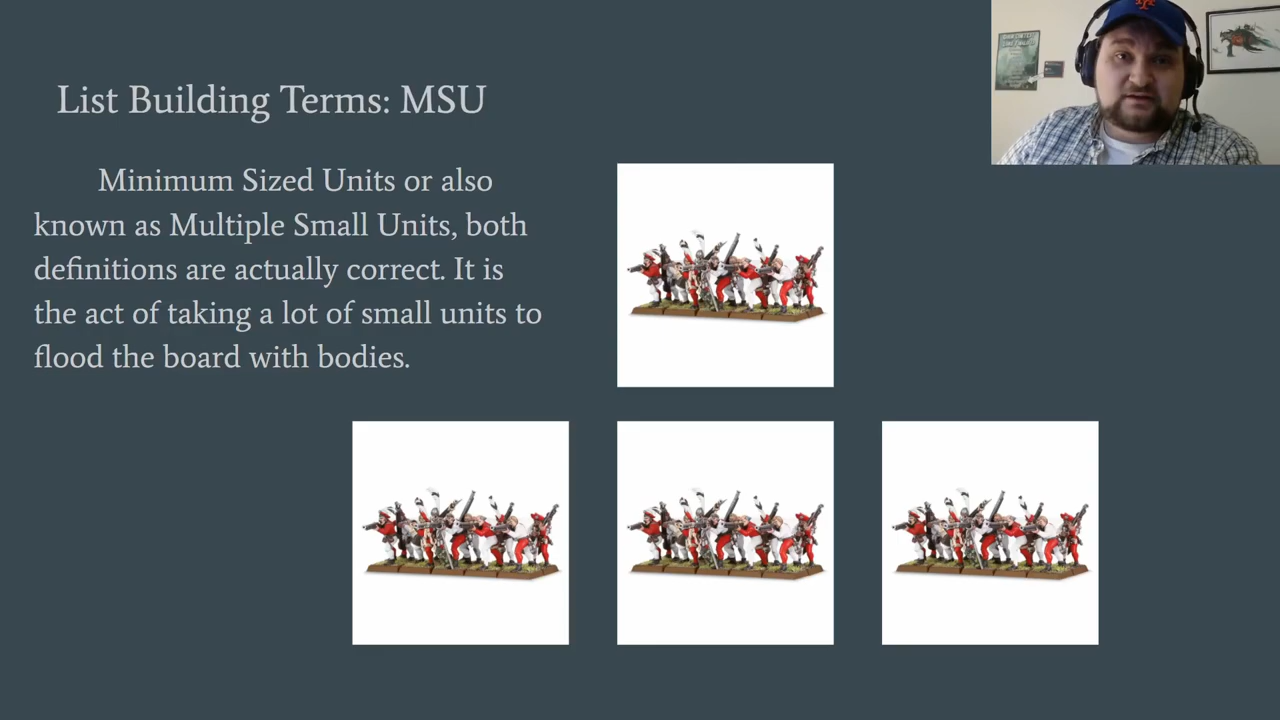 List Building Terms: MSU
Minimum Sized Units or also
known as Multiple Small Units, both
definitions are actually correct. It is
the act of taking a lot of small units to
flood the board with bodies.